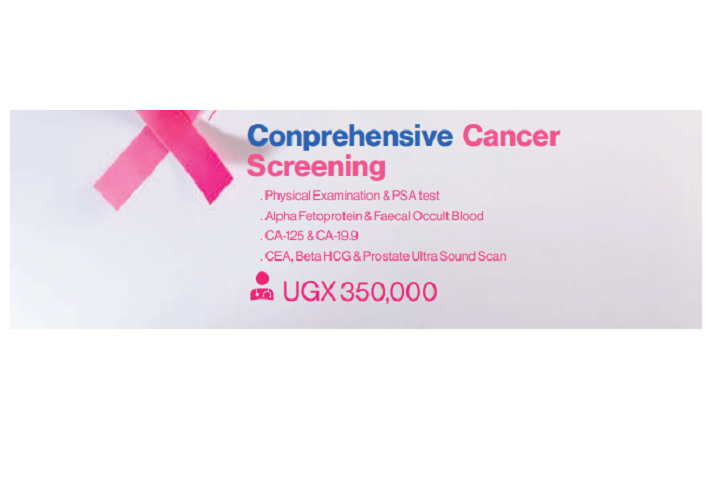 Conprehensive Cancer
Screening
. Physical Examination & PSA test
. Alpha Fetoprotein & Faecal Occult Blood
. CA-125 & CA-19.9
. CEA, Beta HCG & Prostate Ultra Sound Scan
UGX 350,000